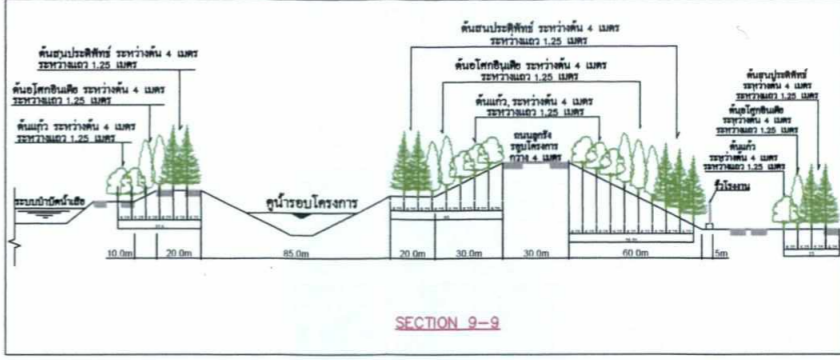 ต้นสนประดิพัทธ์ ระหว่างต้น 4 เมตร
ระหว่างแถว 1.25 เมตร
ต้นอโศกอินเดีย ระหว่างต้น 4 เมตร
ระหว่างแถว 1.25 เมตร
ต้นแก้ว ระหว่างต้น 4 เมตร
ระหว่างแถว 1.25 เมตร
ระบบบำบัดน้ำเสีย
คูน้ำรอบโครงการ
ต้นสนประดิพัทธ์ ระหว่างต้น 4 เมตร
ระหว่างแถว 1.25 เมตร
ต้นอโศกอินเดีย ระหว่างต้น 4 เมตร
ระหว่างแถว 1.25 เมตร
ต้นแก้ว ระหว่างต้น 4 เมตร
ระหว่างแถว 1.25 เมตร
ถนนลูกรัง
รอบโครงการ
กว้าง 4 เมตร
ต้นสนประดิพัทธ์
ระหว่างต้น 4 เมตร
ระหว่างแถว 1.25 เมตร
ต้นอโศกอินเดีย
ระหว่างต้น 4 เมตร
ระหว่างแถว 1.25 เมตร
ต้นแก้ว
ระหว่างต้น 4 เมตร
ระหว่างแถว 1.25 เมตร
รั้วโรงงาน
10.0m 20.0m 85.0m 20.0m 30.0m 30.0m 60.0m 5m
SECTION 9-9